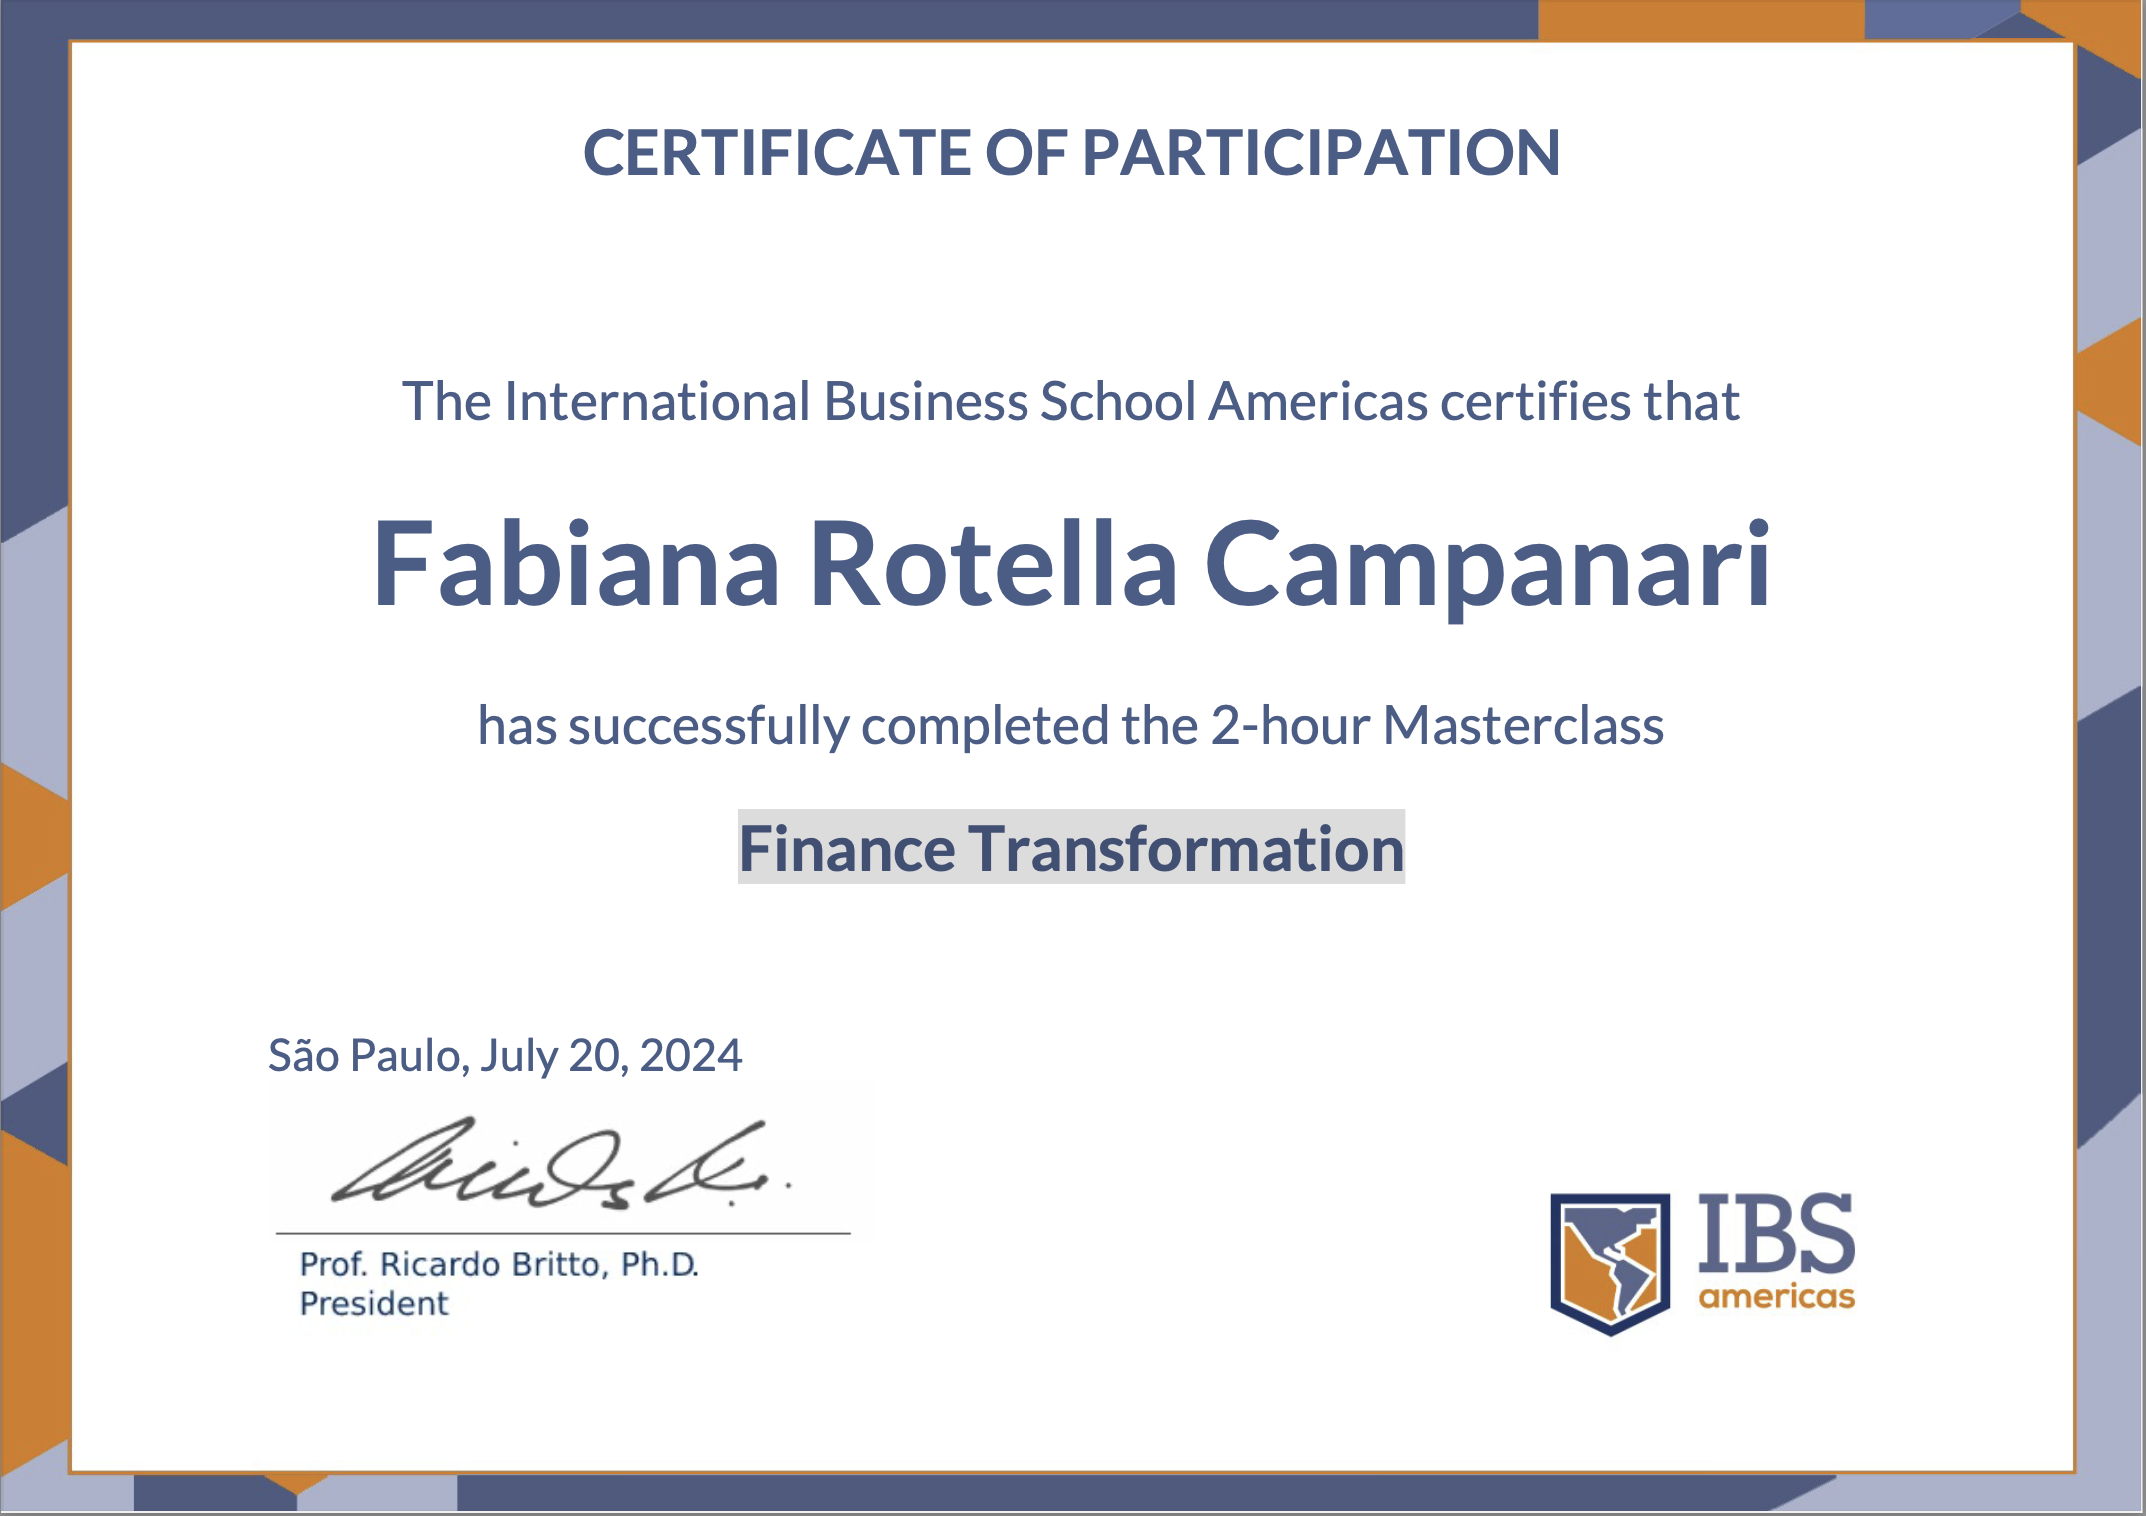 CERTIFICATE OF PARTICIPATION
The International Business School Americas certifies that
Fabiana Rotella Campanari
has successfully completed the 2-hour Masterclass
Finance Transformation
São Paulo, July 20, 2024
Prof. Ricardo Britto, Ph.D.
President
IBS
americas